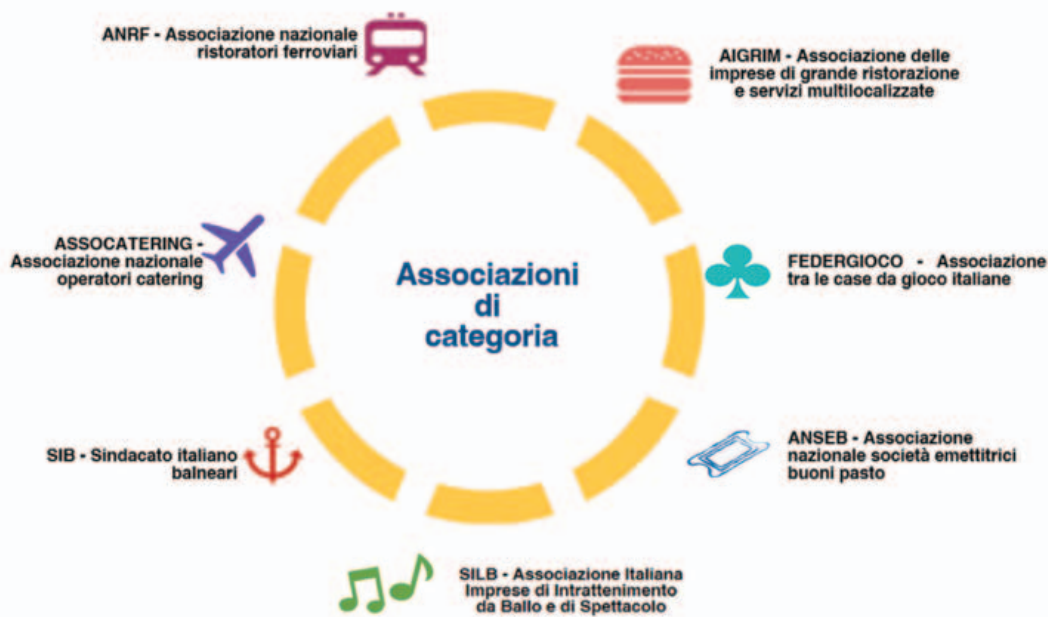 ANRF - Associazione nazionale
ristoratori ferroviari
AIGRIM - Associazione delle
imprese di grande ristorazione
e servizi multilocalizzate
ASSOCATERING -
Associazione nazionale
operatori catering
Associazioni
di
categoria
FEDERGIOCO - Associazione
tra le case da gioco italiane
SIB - Sindacato italiano
balneari
ANSEB - Associazione
nazionale società emettitrici
buoni pasto
SILB - Associazione Italiana
Imprese di Intrattenimento
da Ballo e di Spettacolo